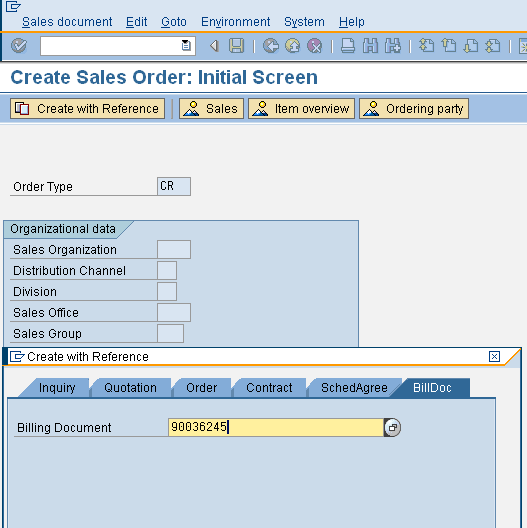 Sales document Edit Goto Environment System Help
Create Sales Order: Initial Screen
Create with Reference Sales Item overview Ordering party
Order Type CR
Organizational data
Sales Organization
Distribution Channel
Division
Sales Office
Sales Group
Create with Reference
Inquiry Quotation Order Contract SchedAgree BillDoc
Billing Document 90036245